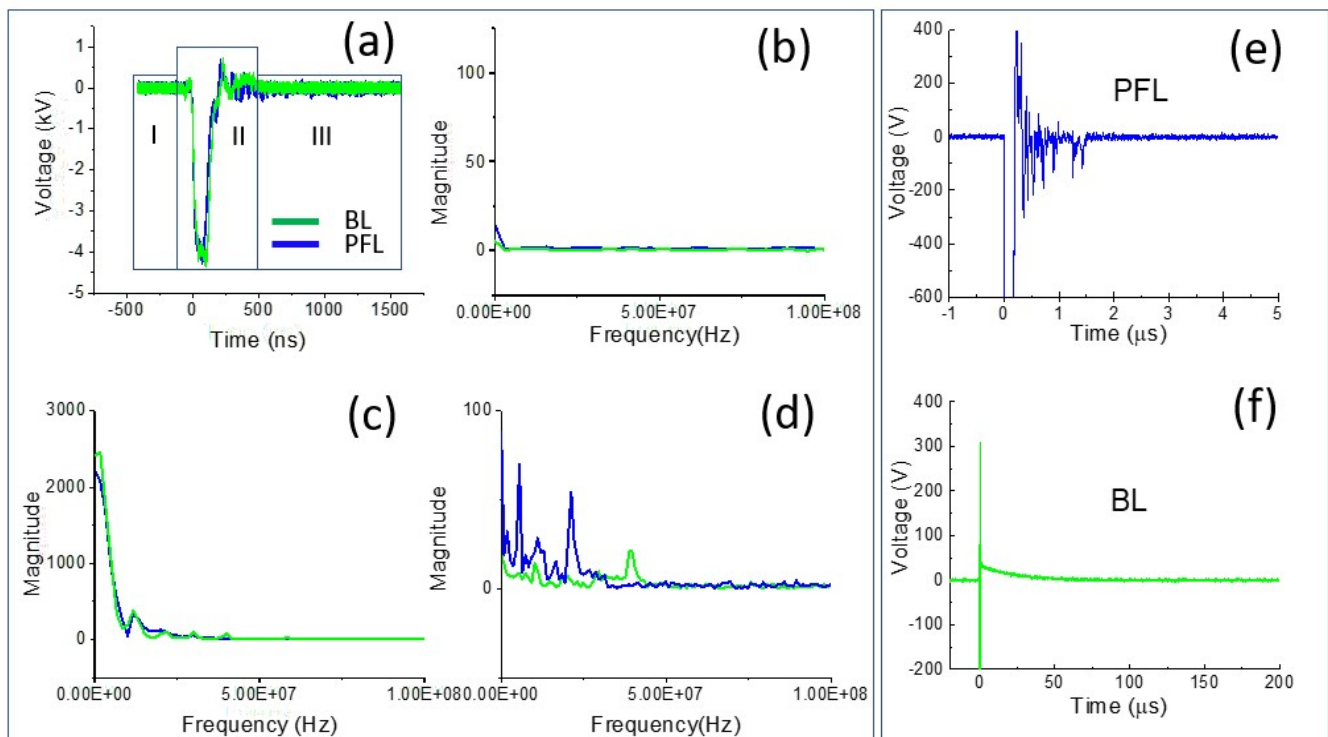 (a)
1
0
-1
-2
-3
-4
-5
Voltage (kV)
I
II
III
BL
PFL
-500
0
500
1000
1500
Time (ns)
(b)
100
50
0
Magnitude
0.00E+00
5.00E+07
1.00E+08
Frequency(Hz)
(c)
3000
2000
1000
0
Magnitude
0.00E+00
5.00E+07
1.00E+08
Frequency (Hz)
(d)
100
0
Magnitude
0.00E+00
5.00E+07
1.00E+08
Frequency(Hz)
(e)
PFL
400
200
0
-200
-400
-600
Voltage (V)
-1
0
1
2
3
4
5
Time (μs)
(f)
BL
400
300
200
100
0
-100
-200
Voltage (V)
0
50
100
150
200
Time (μs)